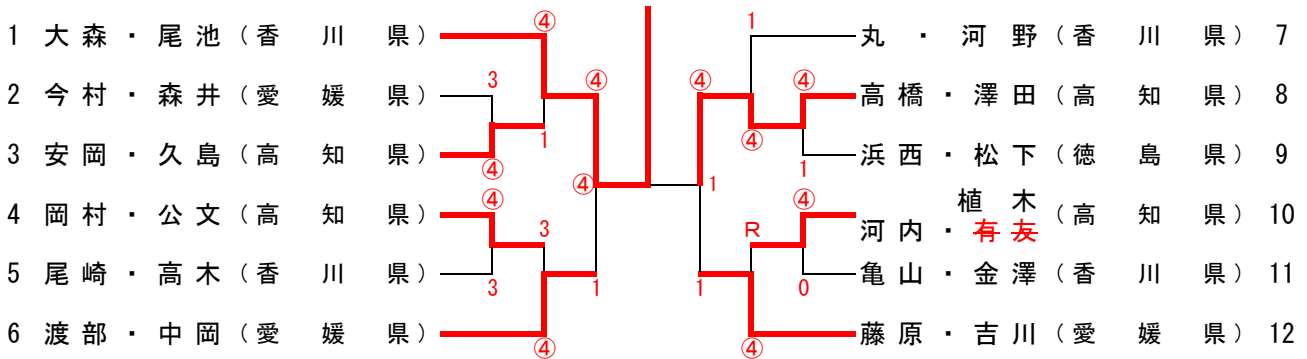 1 大森・尾池（香川県）
2 今村・森井（愛媛県）
3 安岡・久島（高知県）
4 岡村・公文（高知県）
5 尾崎・高木（香川県）
6 渡部・中岡（愛媛県）
④
3
④
1
④
④
④
3
3
1
④
1
④
④
④
1
1
④
R
1
0
④
丸・河野（香川県） 7
高橋・澤田（高知県） 8
浜西・松下（徳島県） 9
植木
河内・有友（高知県） 10
亀山・金澤（香川県） 11
藤原・吉川（愛媛県） 12